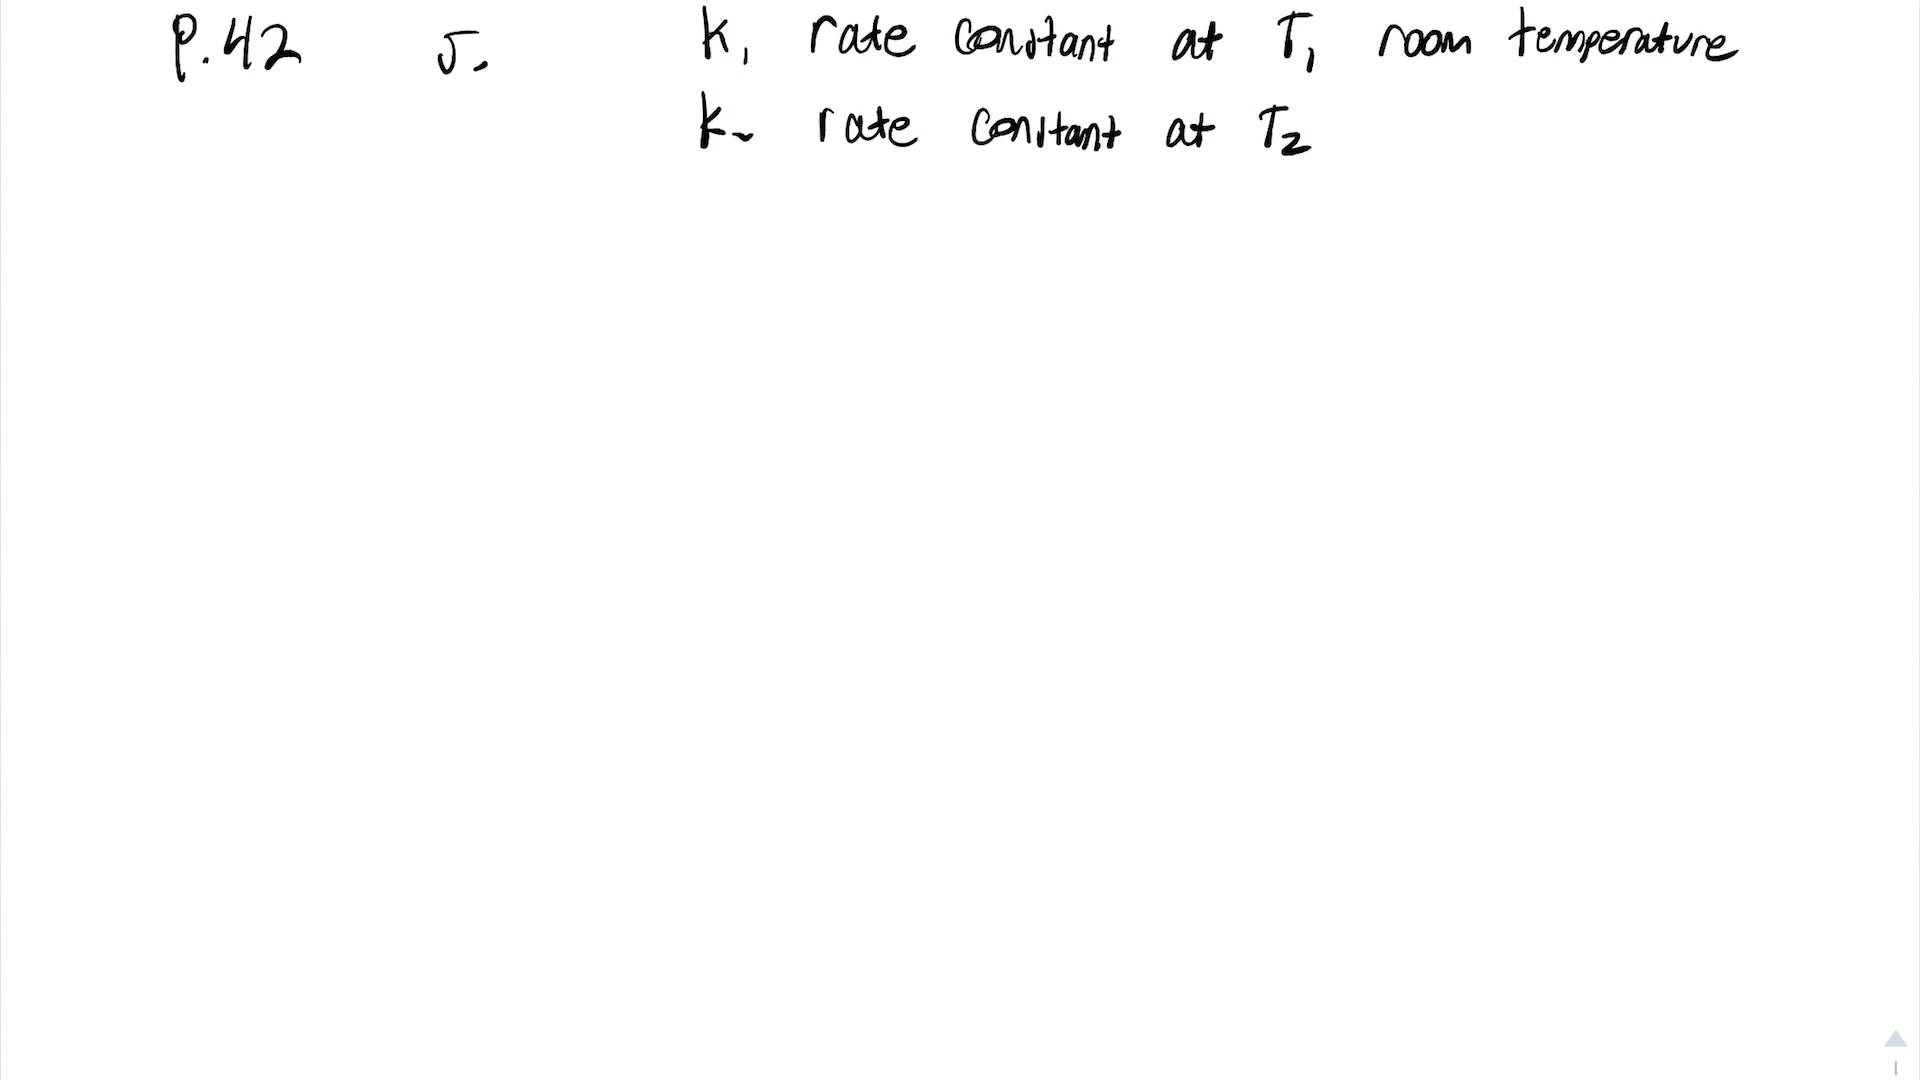 P.42 5. k₁ rate constant at T₁ room temperature
k₂ rate constant at T₂